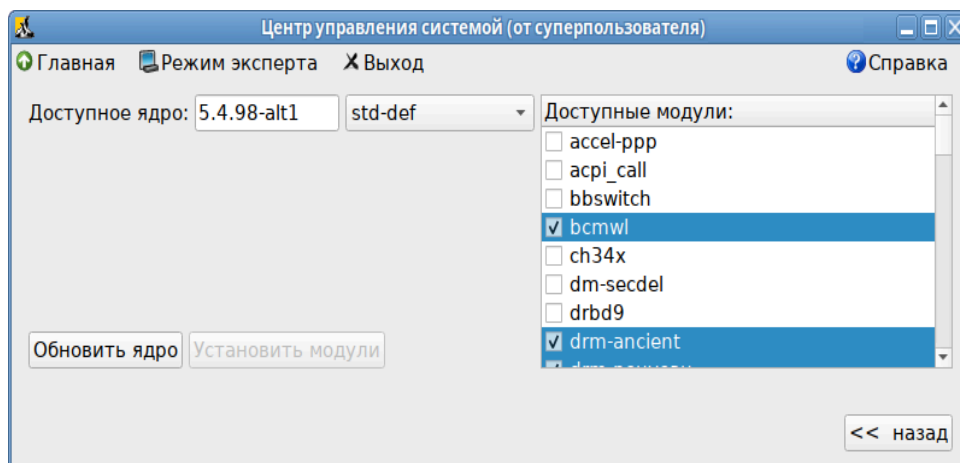 Центр управления системой (от суперпользователя)
Главная Режим эксперта Выход Справка
Доступное ядро: 5.4.98-alt1 std-def
Доступные модули:
accel-ppp
acpi_call
bbswitch
bcmwl
ch34x
dm-secdel
drbd9
drm-ancient
Обновить ядро Установить модули
<< назад